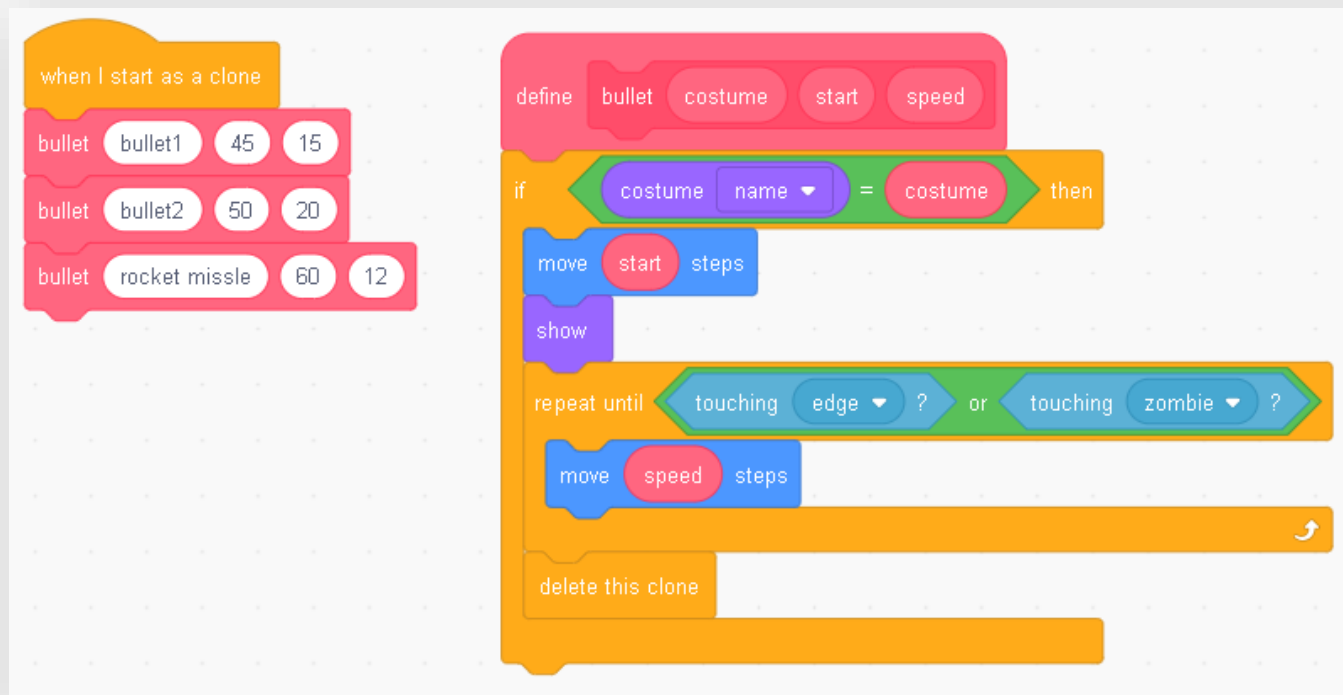 when I start as a clone
bullet bullet1 45 15
bullet bullet2 50 20
bullet rocket missle 60 12
define bullet costume start speed
if costume name = costume then
move start steps
show
repeat until touching edge ? or touching zombie ?
move speed steps
delete this clone